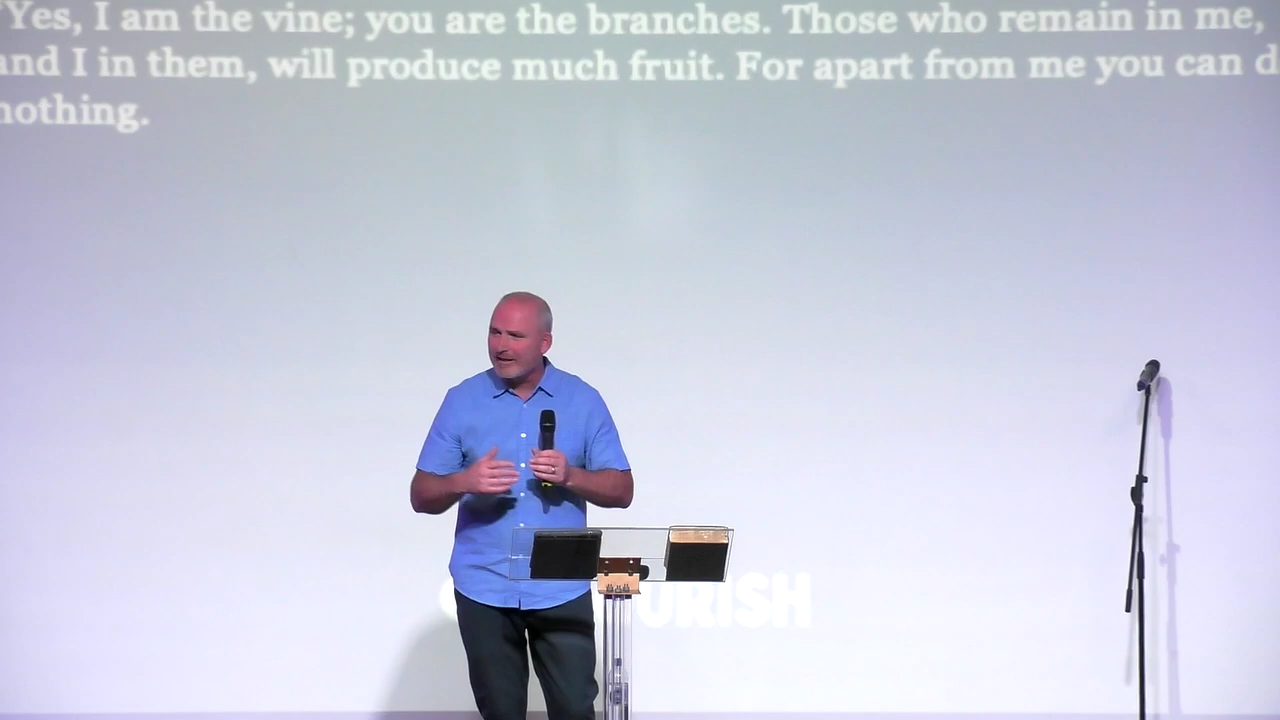 “Yes, I am the vine; you are the branches. Those who remain in me,
and I in them, will produce much fruit. For apart from me you can d
nothing.
URISH